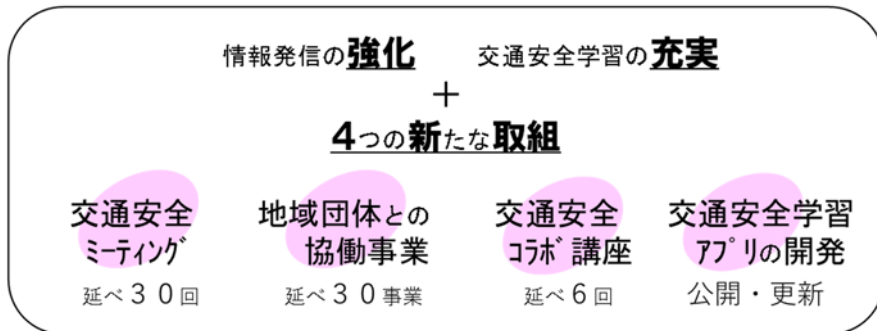 情報発信の強化　交通安全学習の充実
＋
４つの新たな取組
交通安全
ﾐｰﾃｨﾝｸﾞ
延べ３０回
地域団体との
協働事業
延べ３０事業
交通安全
ｺﾗﾎﾞ講座
延べ６回
交通安全学習
ｱﾌﾟﾘの開発
公開・更新